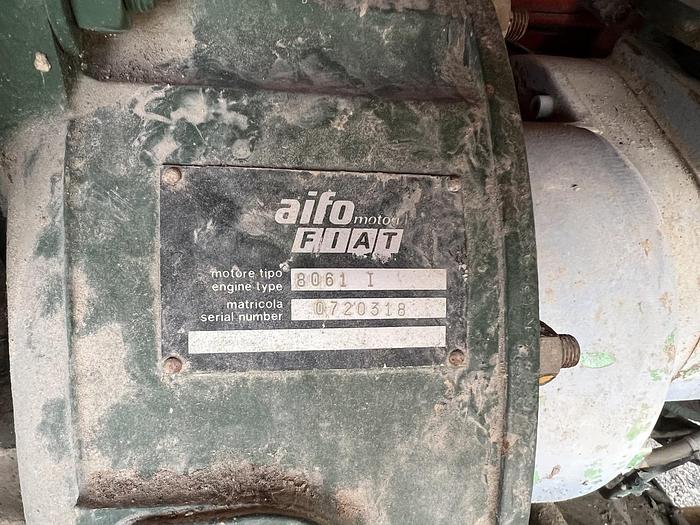 aifo motori
FIAT
motore tipo
engine type 8061 I
matricola
serial number 0720318